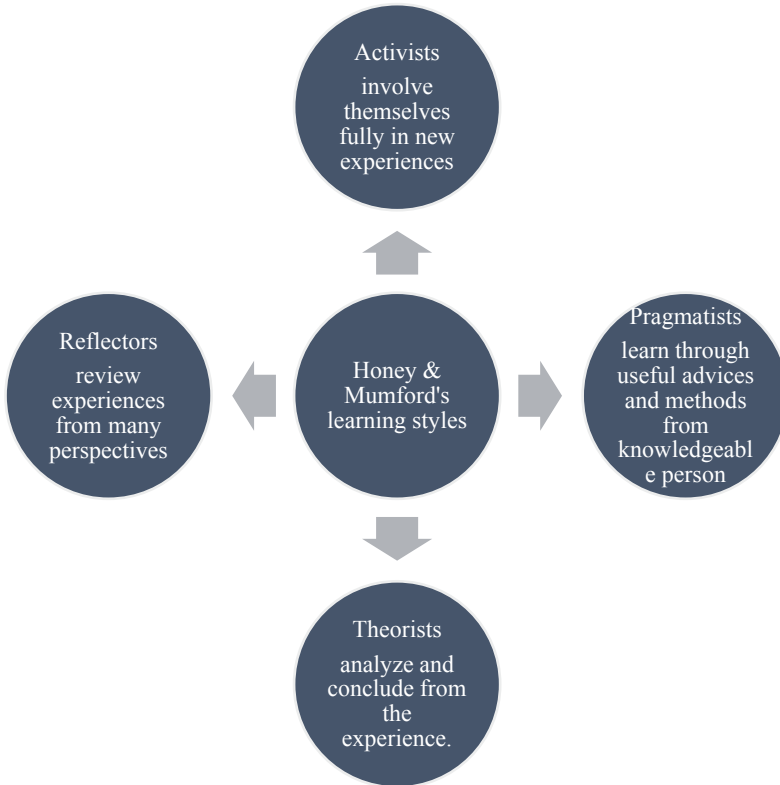 Activists
involve
themselves
fully in new
experiences
Reflectors
review
experiences
from many
perspectives
Honey &
Mumford's
learning styles
Pragmatists
learn through
useful advices
and methods
from
knowledgeabl
e person
Theorists
analyze and
conclude from
the
experience.